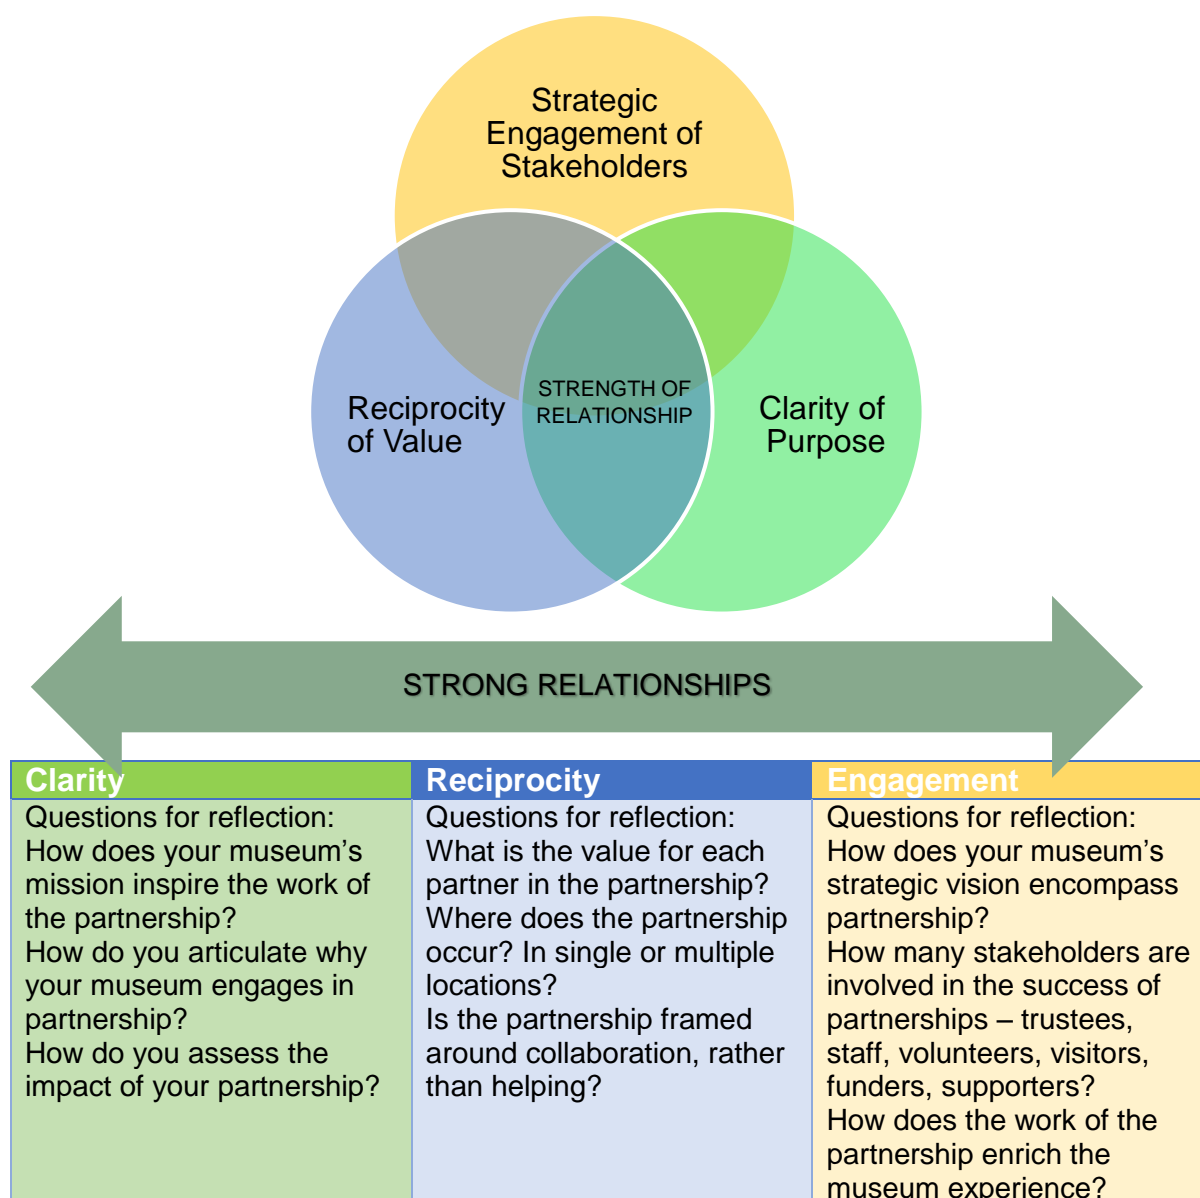 Strategic
Engagement of
Stakeholders
Reciprocity
of Value
STRENGTH OF
RELATIONSHIP
Clarity of
Purpose
STRONG RELATIONSHIPS
Clarity
Questions for reflection:
How does your museum’s
mission inspire the work of
the partnership?
How do you articulate why
your museum engages in
partnership?
How do you assess the
impact of your partnership?
Reciprocity
Questions for reflection:
What is the value for each
partner in the partnership?
Where does the partnership
occur? In single or multiple
locations?
Is the partnership framed
around collaboration, rather
than helping?
Engagement
Questions for reflection:
How does your museum’s
strategic vision encompass
partnership?
How many stakeholders are
involved in the success of
partnerships – trustees,
staff, volunteers, visitors,
funders, supporters?
How does the work of the
partnership enrich the
museum experience?